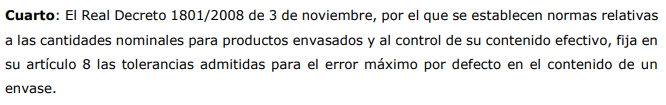 Cuarto: El Real Decreto 1801/2008 de 3 de noviembre, por el que se establecen normas relativas
a las cantidades nominales para productos envasados y al control de su contenido efectivo, fija en
su artículo 8 las tolerancias admitidas para el error máximo por defecto en el contenido de un
envase.